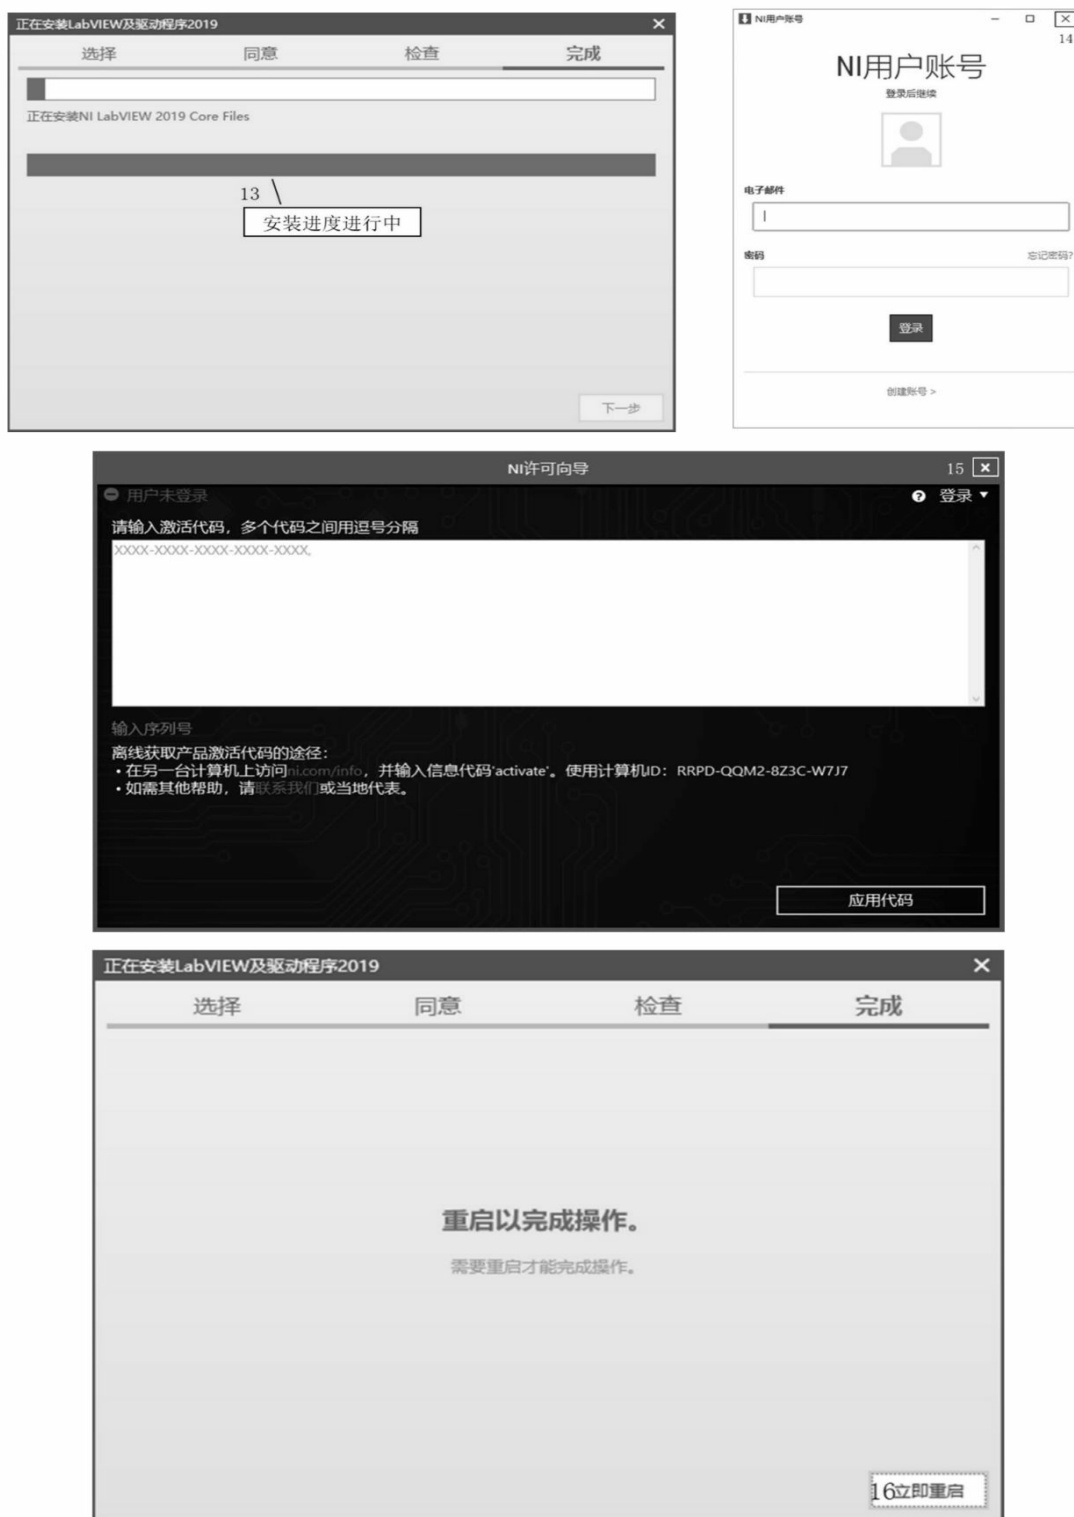 正在安装LabVIEW及驱动程序2019
选择 同意 检查 完成
正在安装NI LabVIEW 2019 Core Files
13
安装进度进行中
下一步
NI用户账号
14
NI用户账号
登录后继续
电子邮件
密码 忘记密码?
登录
创建账号 >
NI许可向导 15
用户未登录 登录
请输入激活代码，多个代码之间用逗号分隔
XXXX-XXXX-XXXX-XXXX-XXXX,
输入序列号
离线获取产品激活代码的途径：
• 在另一台计算机上访问ni.com/info，并输入信息代码'activate'。使用计算机ID：RRPD-QQM2-8Z3C-W7J7
• 如需其他帮助，请联系我们或当地代表。
应用代码
正在安装LabVIEW及驱动程序2019
选择 同意 检查 完成
重启以完成操作。
需要重启才能完成操作。
16立即重启